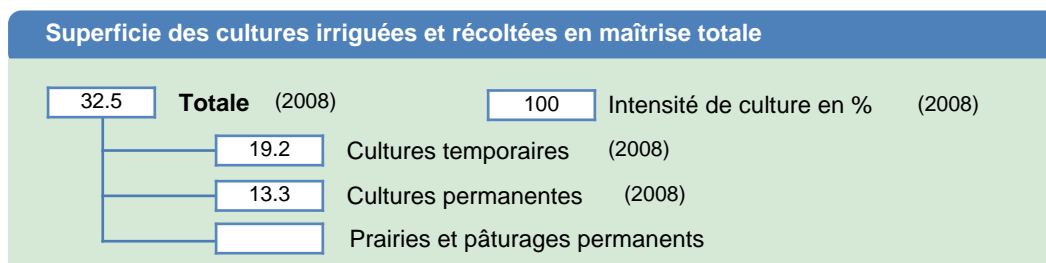 Superficie des cultures irriguées et récoltées en maîtrise totale
32.5 Totale (2008) 100 Intensité de culture en % (2008)
19.2 Cultures temporaires (2008)
13.3 Cultures permanentes (2008)
Prairies et pâturages permanents